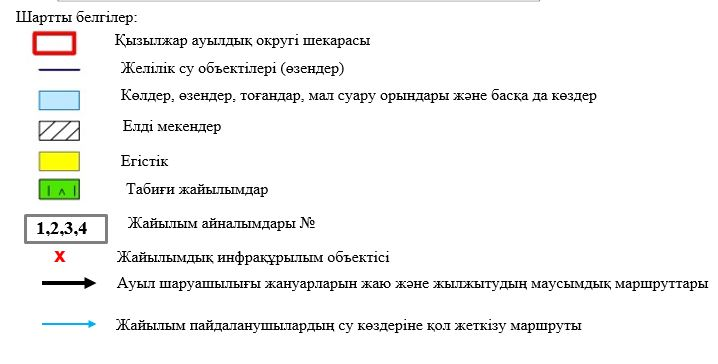 Шартты белгілер:
Қызылжар ауылдық округі шекарасы
Желілік су объектілері (өзендер)
Көлдер, өзендер, тоғандар, мал суару орындары және басқа да көздер
Елді мекендер
Егістік
Табиғи жайылымдар
1,2,3,4 Жайылым айналымдары №
X Жайылымдық инфрақұрылым объектісі
Ауыл шаруашылығы жануарларын жаю және жылжытудың маусымдық маршруттары
Жайылым пайдаланушылардың су көздеріне қол жеткізу маршруты